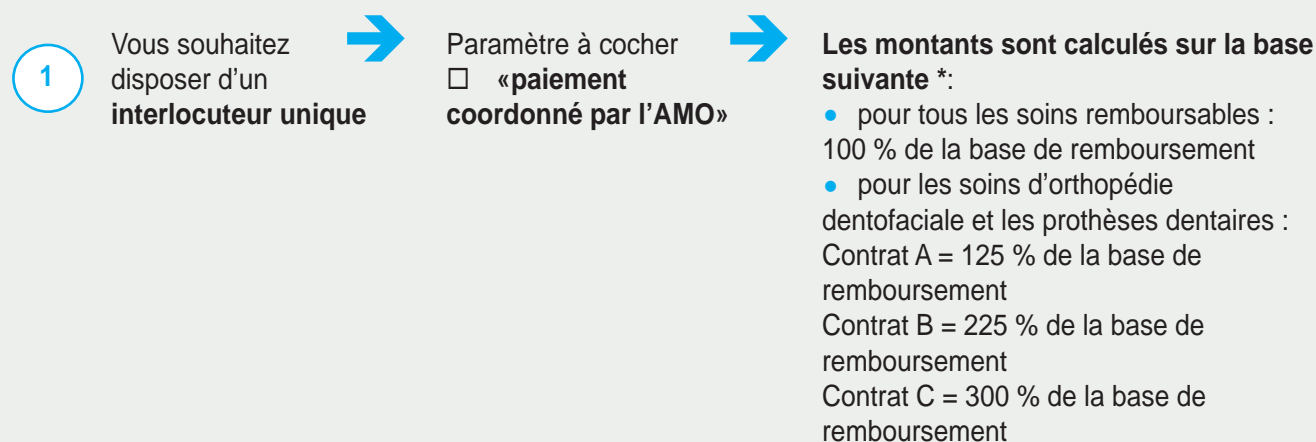 1
Vous souhaitez
disposer d'un
interlocuteur unique
Paramètre à cocher
□ «paiement
coordonné par l'AMO»
Les montants sont calculés sur la base
suivante *:
• pour tous les soins remboursables :
100 % de la base de remboursement
• pour les soins d'orthopédie
dentofaciale et les prothèses dentaires :
Contrat A = 125 % de la base de
remboursement
Contrat B = 225 % de la base de
remboursement
Contrat C = 300 % de la base de
remboursement